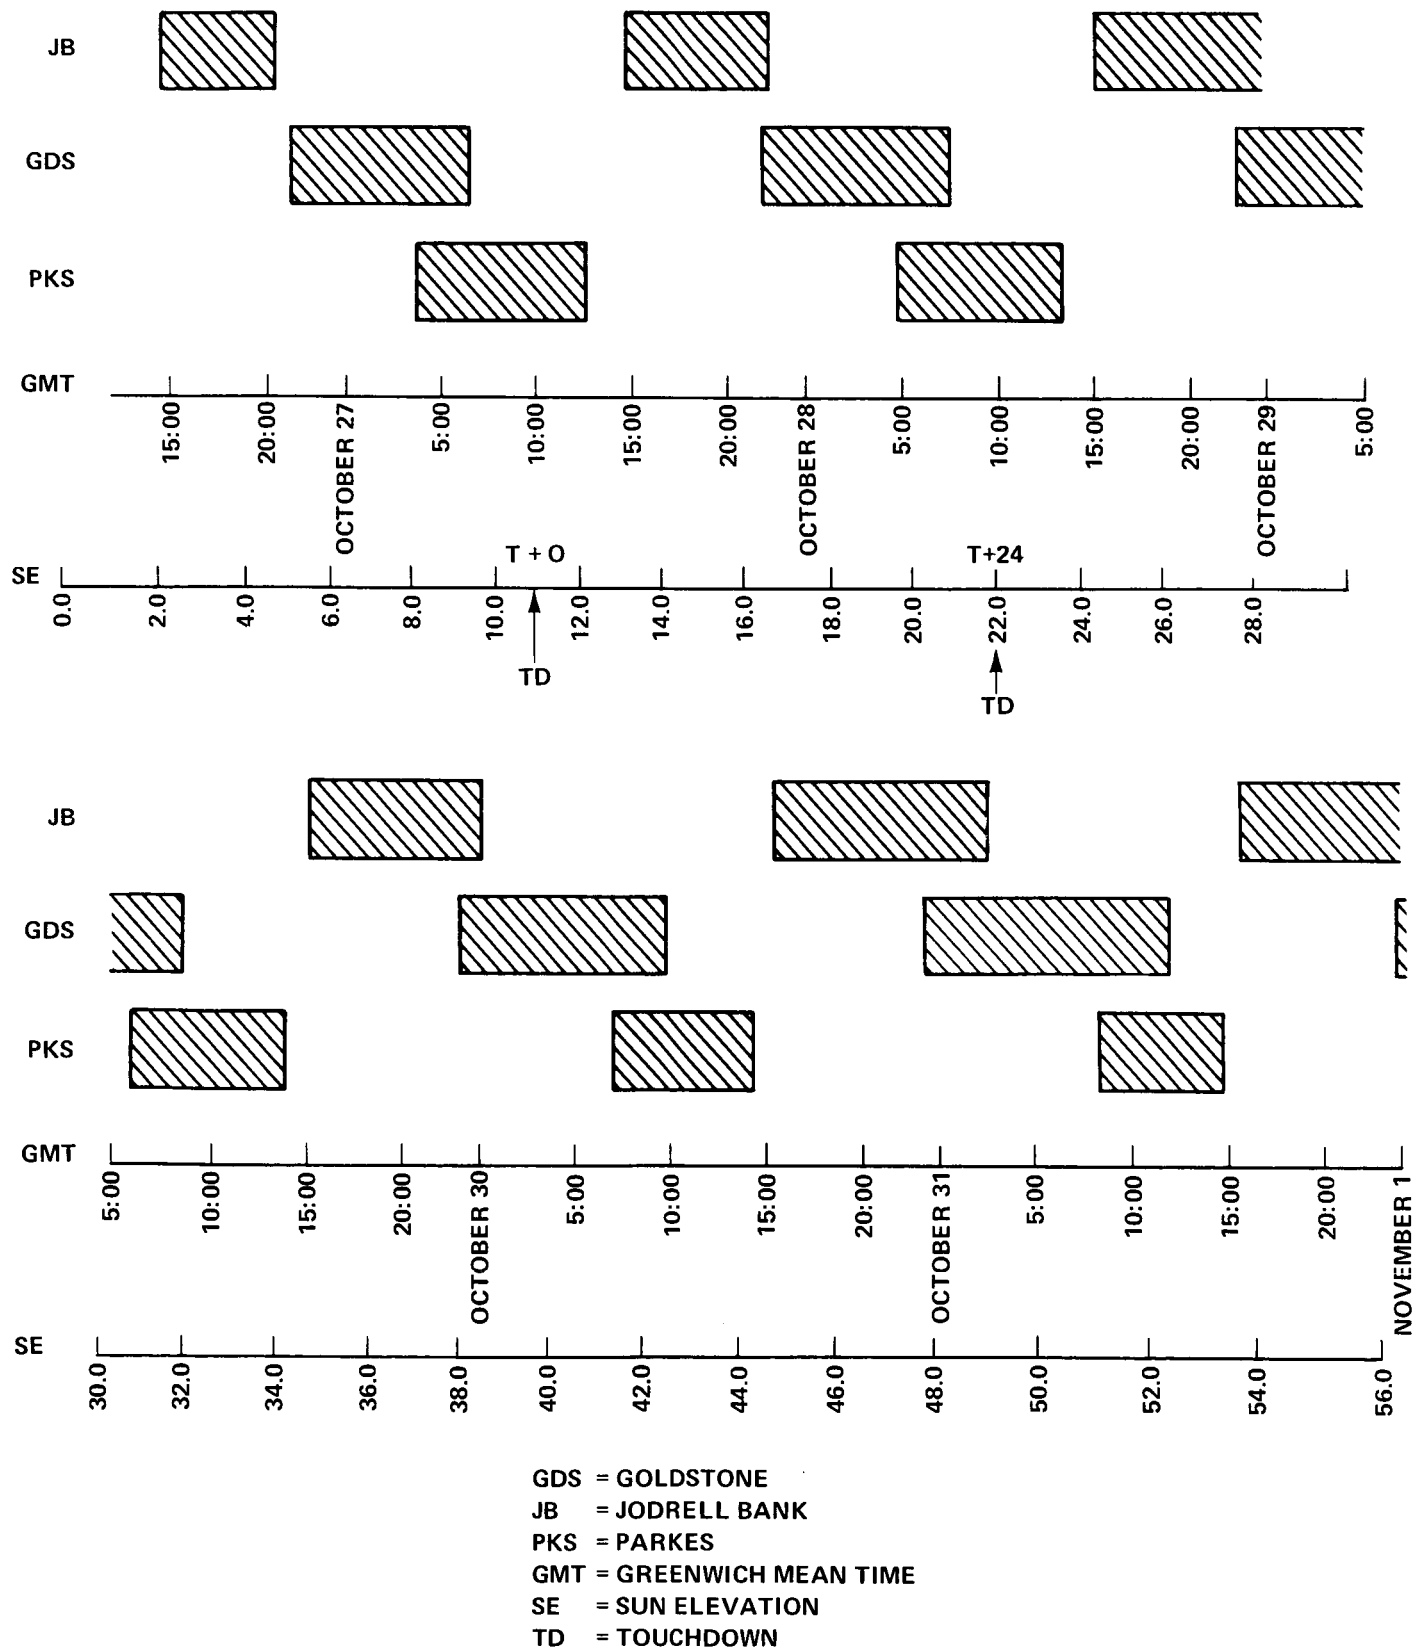 JB
GDS
PKS
GMT
15:00
20:00
OCTOBER 27
5:00
10:00
15:00
20:00
OCTOBER 28
5:00
10:00
15:00
20:00
OCTOBER 29
5:00
T + O
T+24
SE
0.0
2.0
4.0
6.0
8.0
10.0
12.0
14.0
16.0
18.0
20.0
22.0
24.0
26.0
28.0
TD
TD
JB
GDS
PKS
GMT
5:00
10:00
15:00
20:00
OCTOBER 30
5:00
10:00
15:00
20:00
OCTOBER 31
5:00
10:00
15:00
20:00
NOVEMBER 1
SE
30.0
32.0
34.0
36.0
38.0
40.0
42.0
44.0
46.0
48.0
50.0
52.0
54.0
56.0
GDS = GOLDSTONE
JB = JODRELL BANK
PKS = PARKES
GMT = GREENWICH MEAN TIME
SE = SUN ELEVATION
TD = TOUCHDOWN